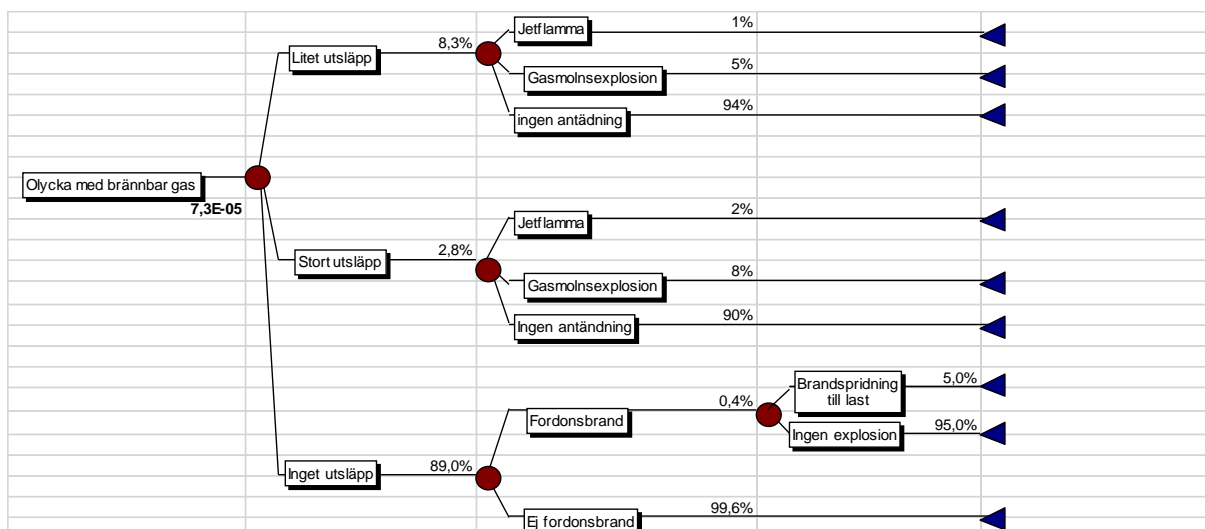 Jetflamma 1%
Litet utsläpp 8,3%
Gasmolnsexplosion 5%
ingen antädning 94%
Olycka med brännbar gas
7,3E-05
Jetflamma 2%
Stort utsläpp 2,8%
Gasmolnsexplosion 8%
Ingen antändning 90%
Brandspridning
till last 5,0%
Fordonsbrand 0,4%
Ingen explosion 95,0%
Inget utsläpp 89,0%
Ej fordonsbrand 99,6%